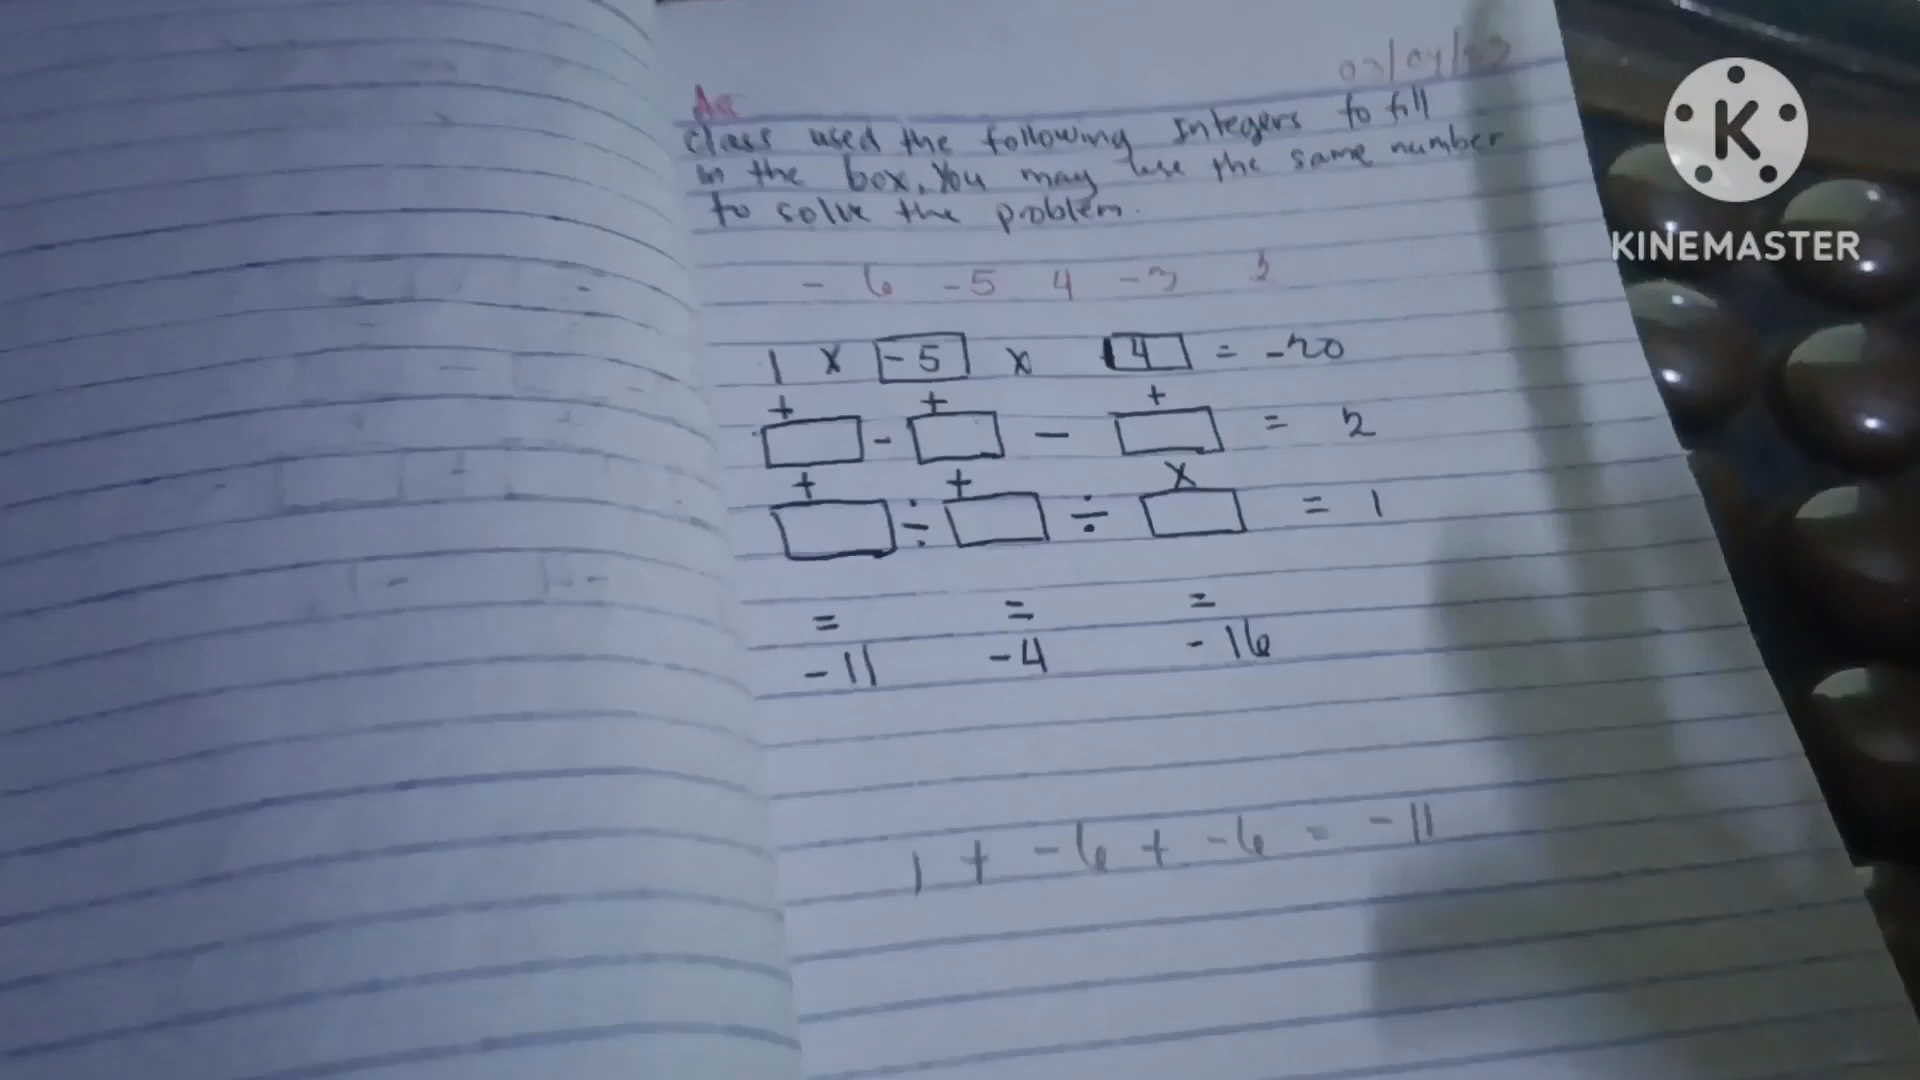 class used the following Integers to fill
in the box. You may use the same number
to solve the problem.
- 6 -5 4 -3
1 x -5 x 4 = -20
+ + +
- - = 2
+ + x
÷ ÷ = 1
= = =
-11 -4 -16
1 + -6 + -6 = -11
K
KINEMASTER